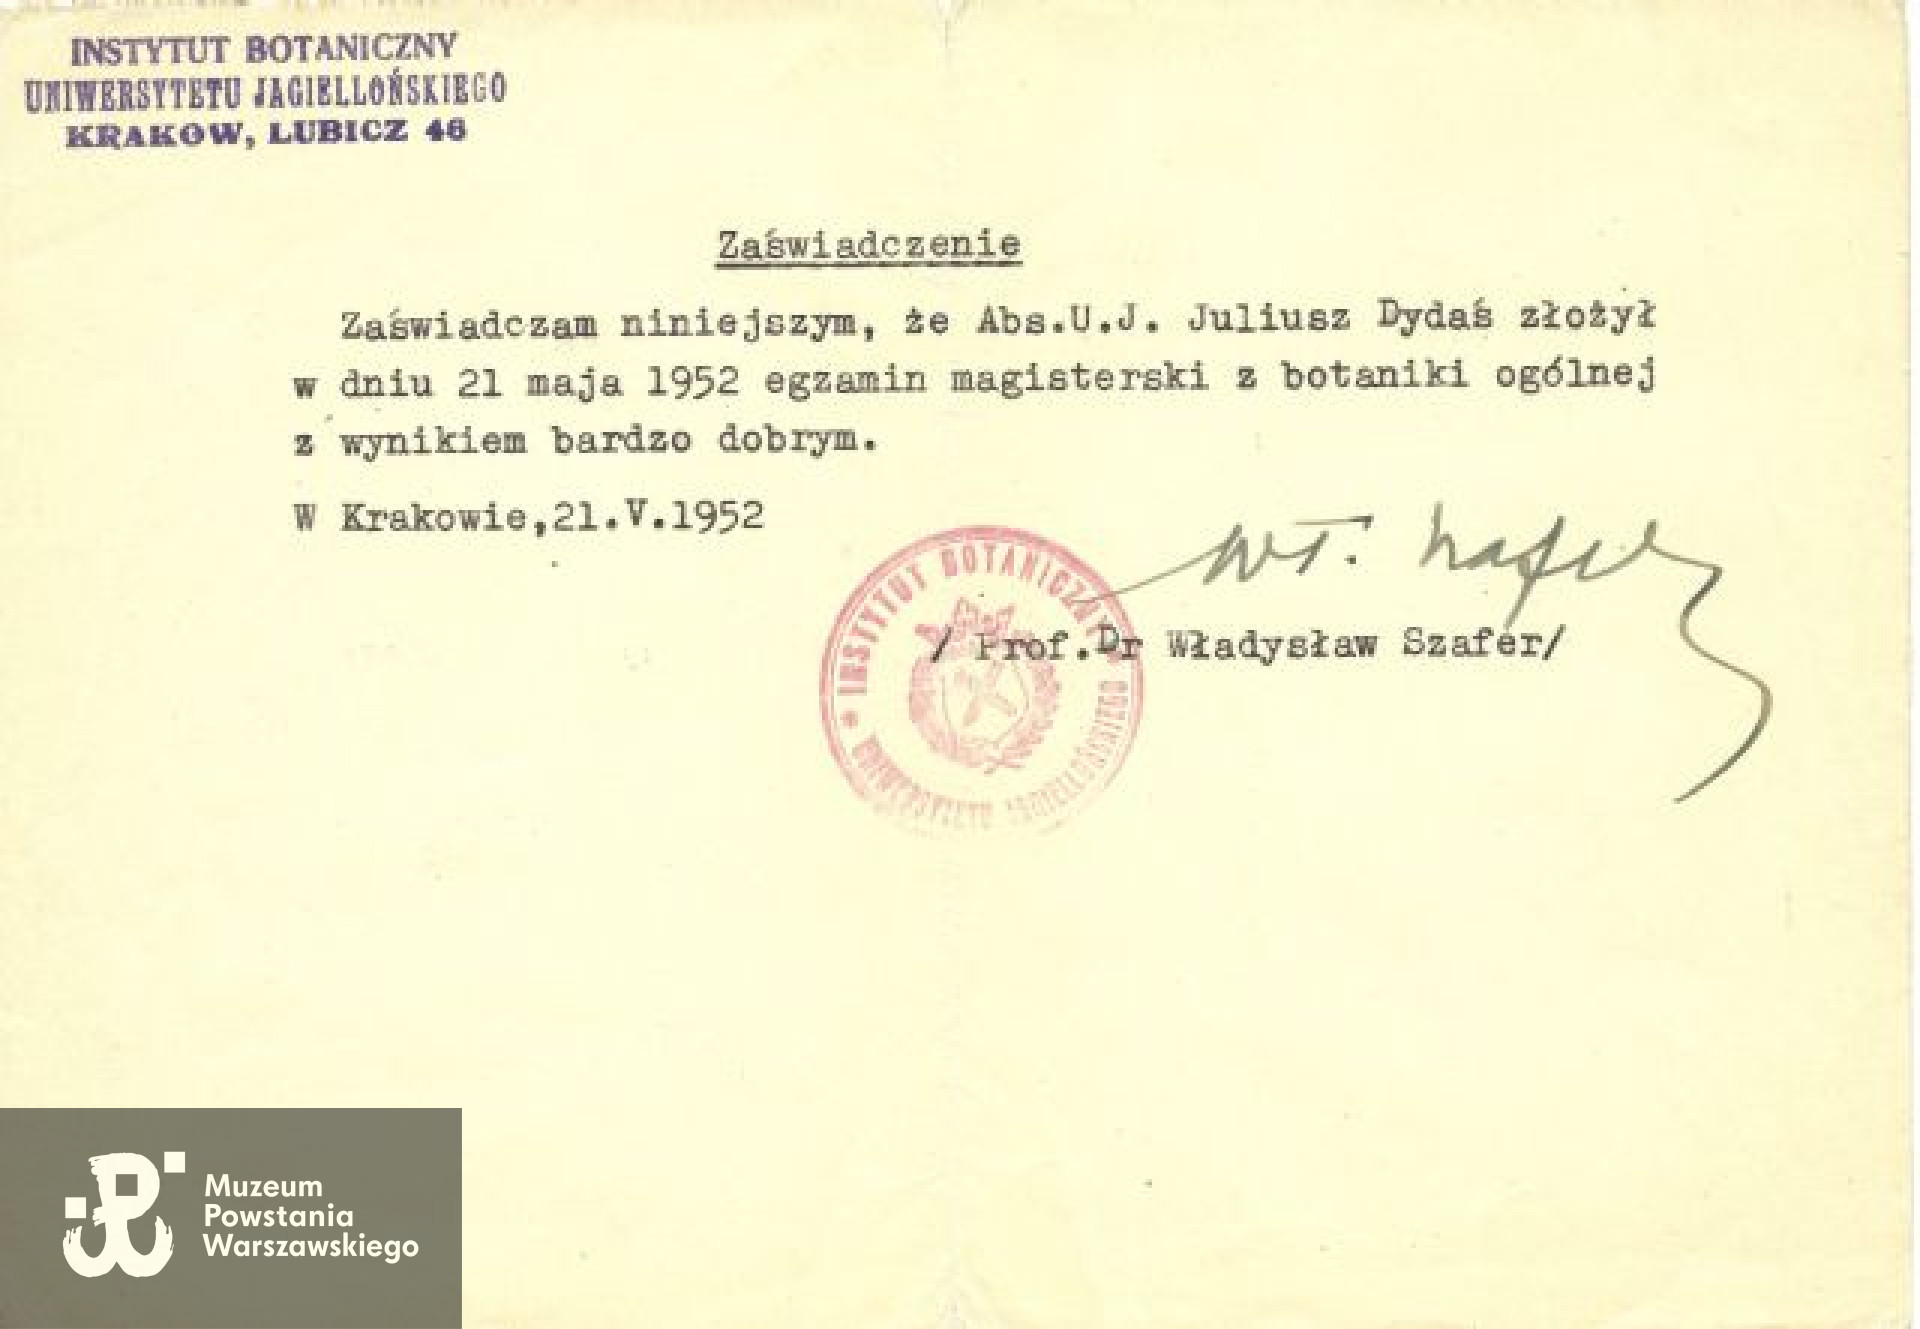 INSTYTUT BOTANICZNY
UNIWERSYTETU JAGIELLOŃSKIEGO
KRAKOW, LUBICZ 46
Zaświadczenie
Zaświadczam niniejszym, że Abs.U.J. Juliusz Dydaś złożył
w dniu 21 maja 1952 egzamin magisterski z botaniki ogólnej
z wynikiem bardzo dobrym.
W Krakowie,21.V.1952
Wł. Szafer
/ Prof.Dr Władysław Szafer/
INSTYTUT BOTANICZNY
UNIWERSYTETU JAGIELLOŃSKIEGO
Muzeum
Powstania
Warszawskiego